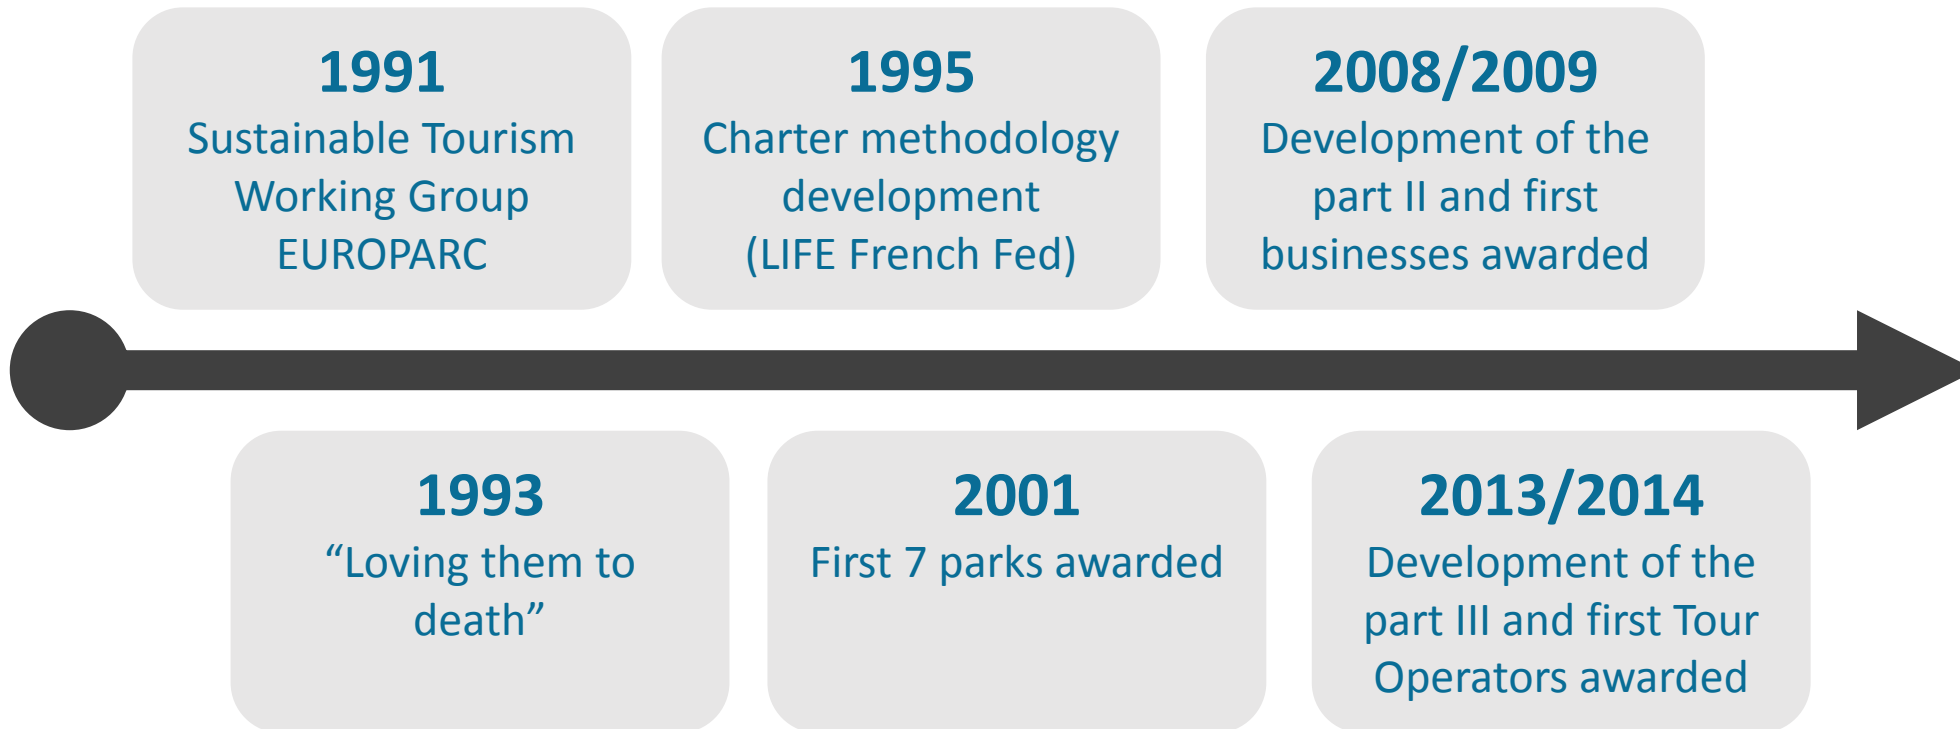 1991
Sustainable Tourism
Working Group
EUROPARC
1995
Charter methodology
development
(LIFE French Fed)
2008/2009
Development of the
part II and first
businesses awarded
1993
“Loving them to
death”
2001
First 7 parks awarded
2013/2014
Development of the
part III and first Tour
Operators awarded